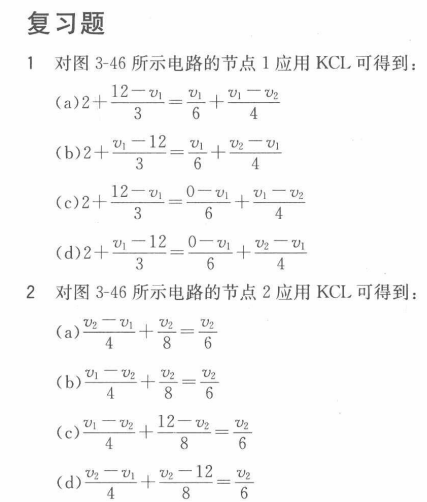 复习题
1 对图 3-46 所示电路的节点 1 应用 KCL 可得到：
(a) 2+\frac{12-v_1}{3}=\frac{v_1}{6}+\frac{v_1-v_2}{4}
(b) 2+\frac{v_1-12}{3}=\frac{v_1}{6}+\frac{v_2-v_1}{4}
(c) 2+\frac{12-v_1}{3}=\frac{0-v_1}{6}+\frac{v_1-v_2}{4}
(d) 2+\frac{v_1-12}{3}=\frac{0-v_1}{6}+\frac{v_2-v_1}{4}
2 对图 3-46 所示电路的节点 2 应用 KCL 可得到：
(a) \frac{v_2-v_1}{4}+\frac{v_2}{8}=\frac{v_2}{6}
(b) \frac{v_1-v_2}{4}+\frac{v_2}{8}=\frac{v_2}{6}
(c) \frac{v_1-v_2}{4}+\frac{12-v_2}{8}=\frac{v_2}{6}
(d) \frac{v_2-v_1}{4}+\frac{v_2-12}{8}=\frac{v_2}{6}